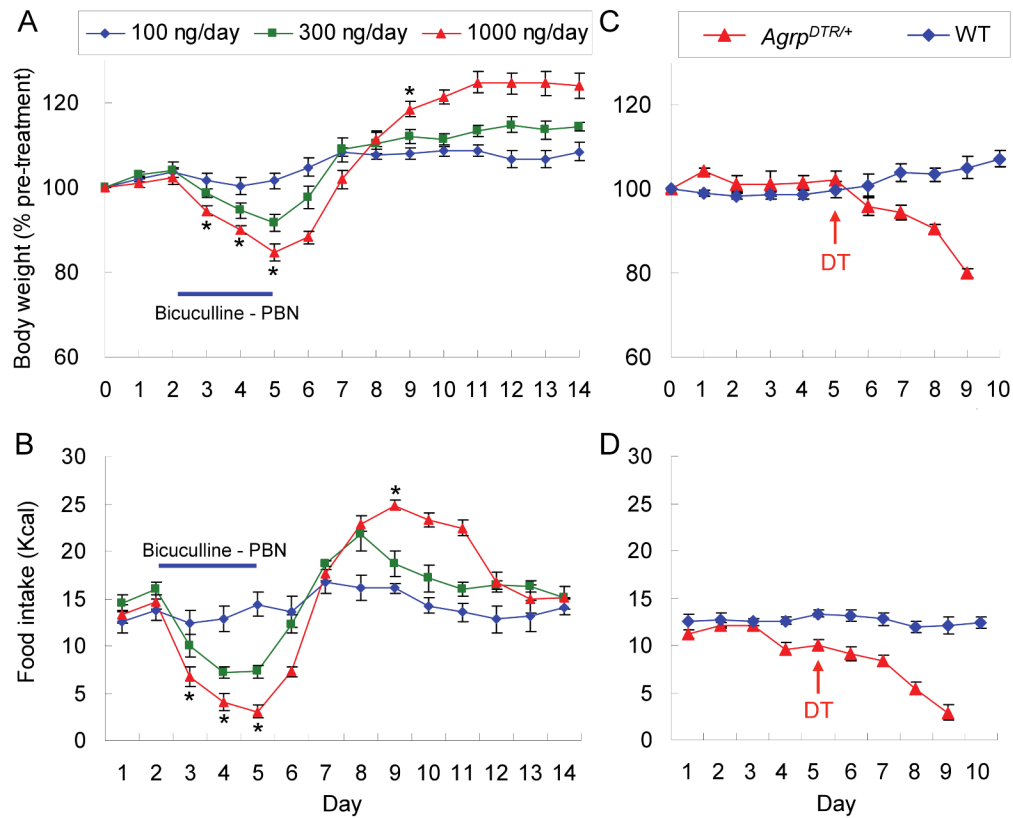 A
100 ng/day 300 ng/day 1000 ng/day
Body weight (% pre-treatment)
120
100
80
60
*
*
*
*
Bicuculline - PBN
0 1 2 3 4 5 6 7 8 9 10 11 12 13 14
C
Agrp^DTR/+ WT
120
100
80
60
DT
0 1 2 3 4 5 6 7 8 9 10
B
Food intake (Kcal)
30
25
20
15
10
5
0
Bicuculline - PBN
*
*
*
*
1 2 3 4 5 6 7 8 9 10 11 12 13 14
Day
D
30
25
20
15
10
5
0
DT
1 2 3 4 5 6 7 8 9 10
Day